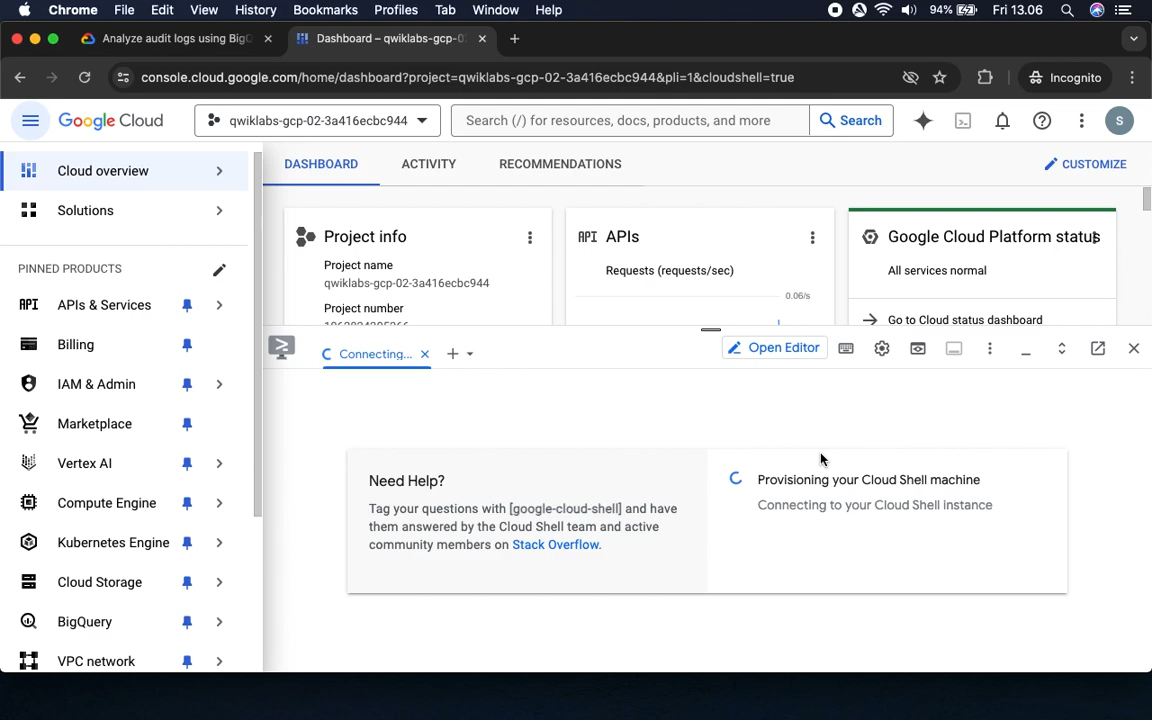 Chrome File Edit View History Bookmarks Profiles Tab Window Help 94% Fri 13.06
Analyze audit logs using BigQ Dashboard – qwiklabs-gcp-0
console.cloud.google.com/home/dashboard?project=qwiklabs-gcp-02-3a416ecbc944&pli=1&cloudshell=true Incognito
Google Cloud qwiklabs-gcp-02-3a416ecbc944 Search (/) for resources, docs, products, and more Search S
Cloud overview
Solutions
PINNED PRODUCTS
API APIs & Services
Billing
IAM & Admin
Marketplace
Vertex AI
Compute Engine
Kubernetes Engine
Cloud Storage
BigQuery
VPC network
DASHBOARD ACTIVITY RECOMMENDATIONS CUSTOMIZE
Project info
Project name
qwiklabs-gcp-02-3a416ecbc944
Project number
API APIs
Requests (requests/sec)
0.06/s
Google Cloud Platform status
All services normal
Go to Cloud status dashboard
Connecting... Open Editor
Need Help?
Tag your questions with [google-cloud-shell] and have
them answered by the Cloud Shell team and active
community members on Stack Overflow.
Provisioning your Cloud Shell machine
Connecting to your Cloud Shell Instance